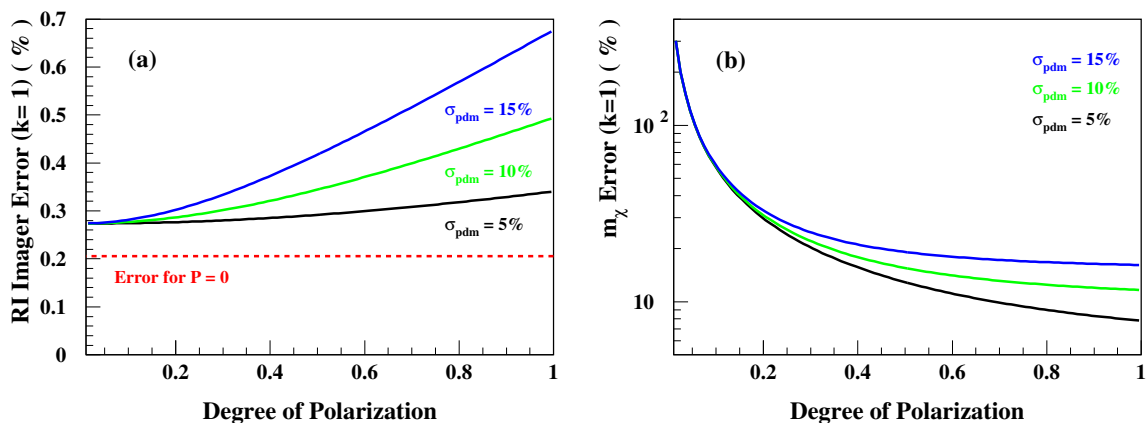 RI Imager Error (k= 1) ( % )
0.7
0.6
0.5
0.4
0.3
0.2
0.1
0
(a)
σpdm = 15%
σpdm = 10%
σpdm = 5%
Error for P = 0
0.2 0.4 0.6 0.8 1
Degree of Polarization
mχ Error (k=1) ( % )
10 2
10
(b)
σpdm = 15%
σpdm = 10%
σpdm = 5%
0.2 0.4 0.6 0.8 1
Degree of Polarization